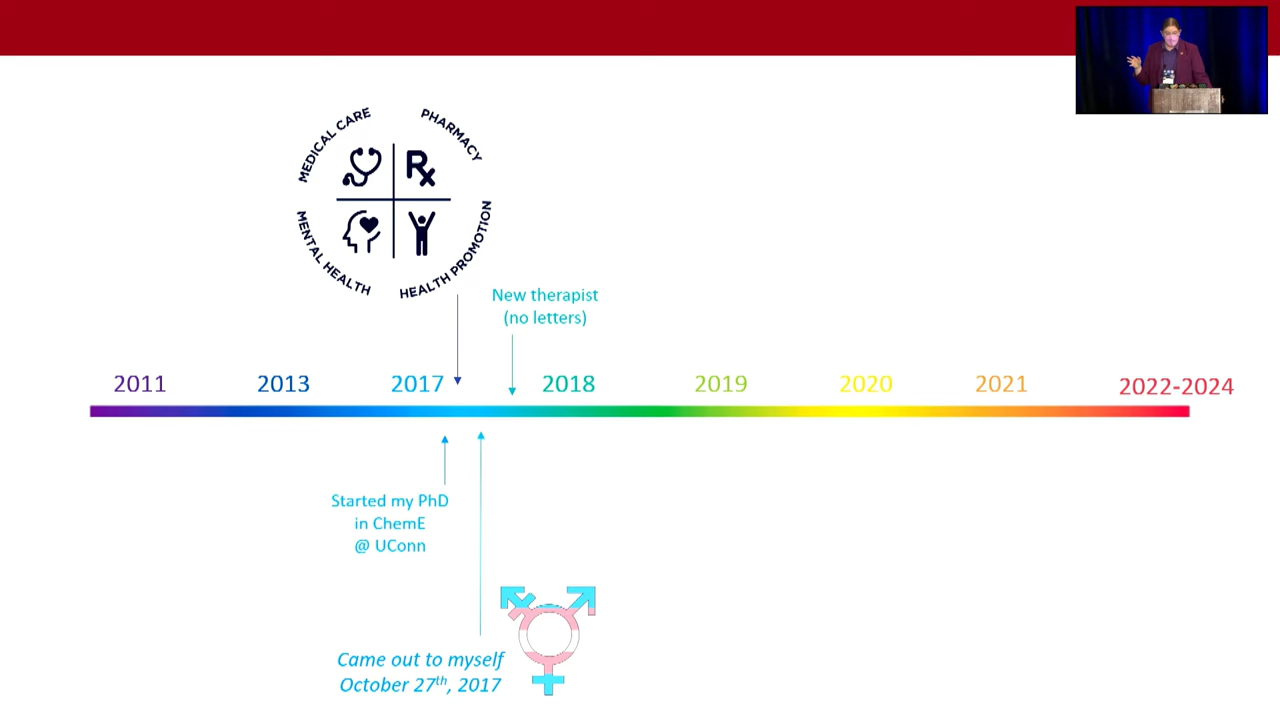 MEDICAL CARE
PHARMACY
MENTAL HEALTH
HEALTH PROMOTION
Rx
New therapist
(no letters)
2011
2013
2017
2018
2019
2020
2021
2022-2024
Started my PhD
in ChemE
@ UConn
Came out to myself
October 27th, 2017